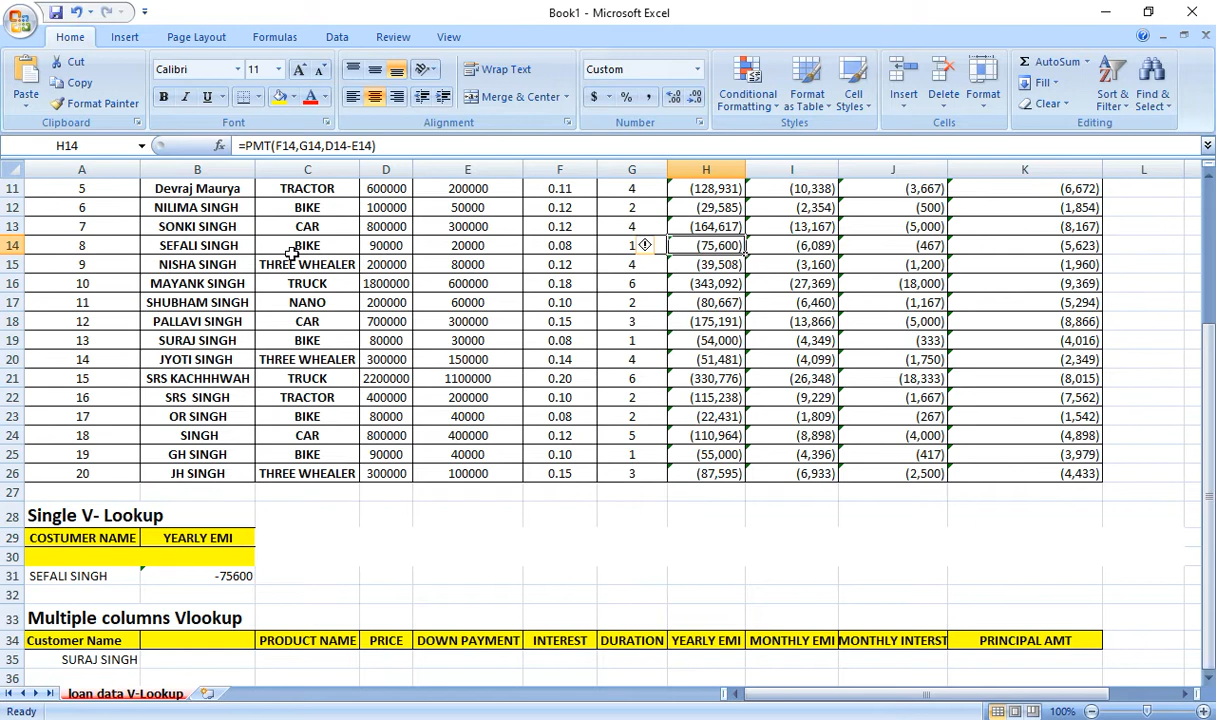 Book1 - Microsoft Excel
Home Insert Page Layout Formulas Data Review View
Paste Cut Copy Format Painter Clipboard
Calibri 11 B I U Font
Wrap Text Merge & Center Alignment
Custom $ % , Number
Conditional Formatting Format as Table Cell Styles Styles
Insert Delete Format Cells
AutoSum Fill Clear Sort & Filter Find & Select Editing
H14 fx =PMT(F14,G14,D14-E14)
A B C D E F G H I J K L
11 5 Devraj Maurya TRACTOR 600000 200000 0.11 4 (128,931) (10,338) (3,667) (6,672)
12 6 NILIMA SINGH BIKE 100000 50000 0.12 2 (29,585) (2,354) (500) (1,854)
13 7 SONKI SINGH CAR 800000 300000 0.12 4 (164,617) (13,167) (5,000) (8,167)
14 8 SEFALI SINGH BIKE 90000 20000 0.08 1 (75,600) (6,089) (467) (5,623)
15 9 NISHA SINGH THREE WHEALER 200000 80000 0.12 4 (39,508) (3,160) (1,200) (1,960)
16 10 MAYANK SINGH TRUCK 1800000 600000 0.18 6 (343,092) (27,369) (18,000) (9,369)
17 11 SHUBHAM SINGH NANO 200000 60000 0.10 2 (80,667) (6,460) (1,167) (5,294)
18 12 PALLAVI SINGH CAR 700000 300000 0.15 3 (175,191) (13,866) (5,000) (8,866)
19 13 SURAJ SINGH BIKE 80000 30000 0.08 1 (54,000) (4,349) (333) (4,016)
20 14 JYOTI SINGH THREE WHEALER 300000 150000 0.14 4 (51,481) (4,099) (1,750) (2,349)
21 15 SRS KACHHHWAH TRUCK 2200000 1100000 0.20 6 (330,776) (26,348) (18,333) (8,015)
22 16 SRS SINGH TRACTOR 400000 200000 0.10 2 (115,238) (9,229) (1,667) (7,562)
23 17 OR SINGH BIKE 80000 40000 0.08 2 (22,431) (1,809) (267) (1,542)
24 18 SINGH CAR 800000 400000 0.12 5 (110,964) (8,898) (4,000) (4,898)
25 19 GH SINGH BIKE 90000 40000 0.10 1 (55,000) (4,396) (417) (3,979)
26 20 JH SINGH THREE WHEALER 300000 100000 0.15 3 (87,595) (6,933) (2,500) (4,433)
27
28 Single V- Lookup
29 COSTUMER NAME YEARLY EMI
30
31 SEFALI SINGH -75600
32
33 Multiple columns Vlookup
34 Customer Name PRODUCT NAME PRICE DOWN PAYMENT INTEREST DURATION YEARLY EMI MONTHLY EMI MONTHLY INTERST PRINCIPAL AMT
35 SURAJ SINGH
36
loan data V-Lookup
Ready 100%